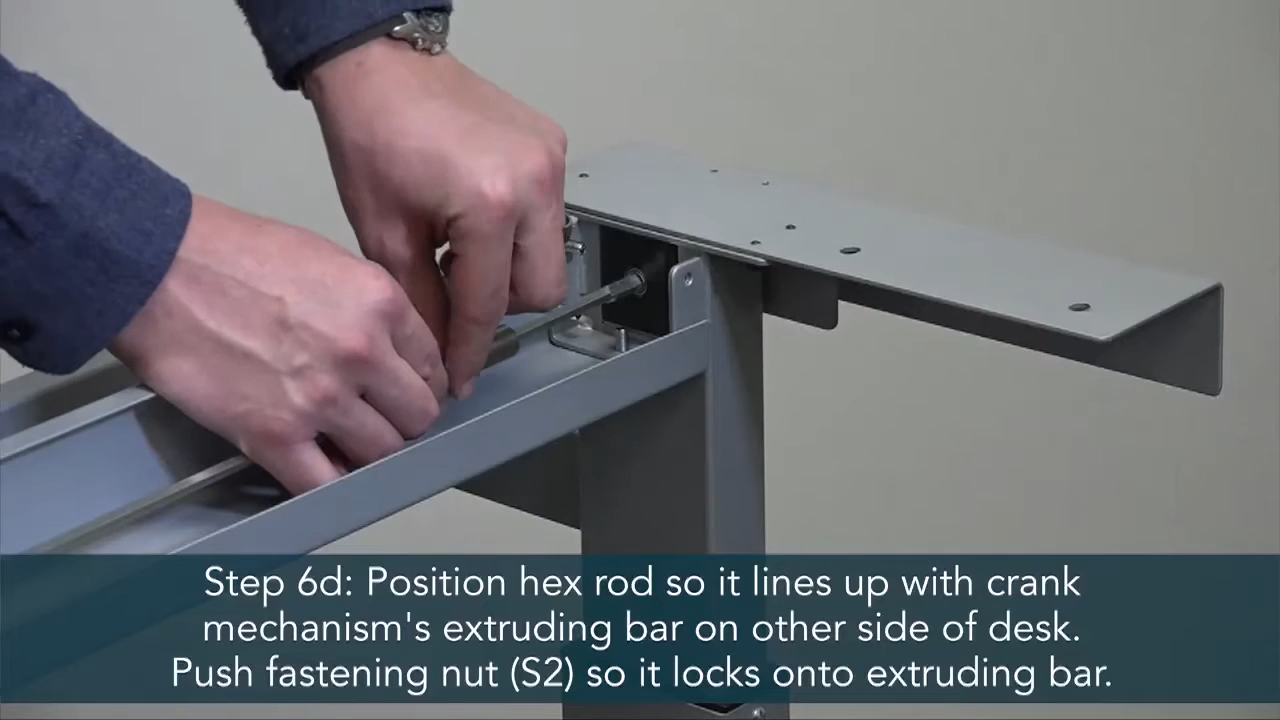 Step 6d: Position hex rod so it lines up with crank
mechanism's extruding bar on other side of desk.
Push fastening nut (S2) so it locks onto extruding bar.